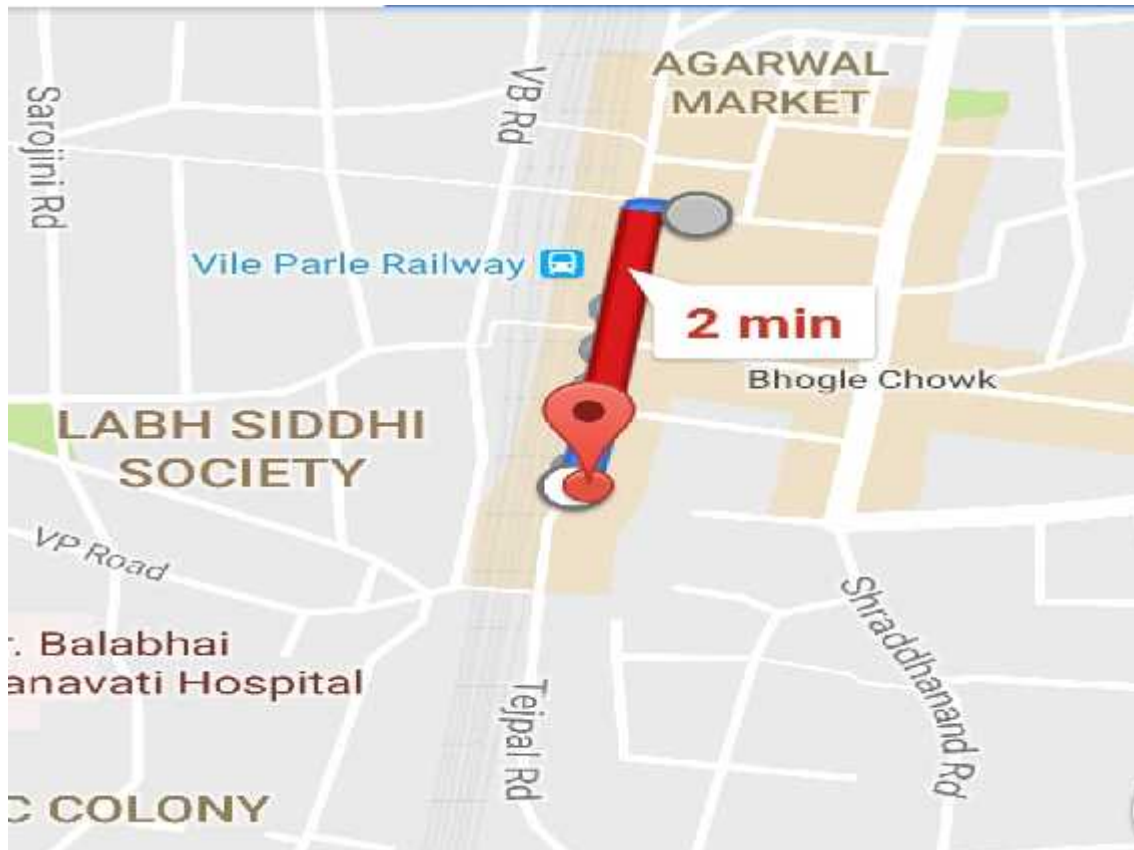 AGARWAL
MARKET
VB Rd
Sarojini Rd
Vile Parle Railway
2 min
Bhogle Chowk
LABH SIDDHI
SOCIETY
VP Road
Shraddhanand Rd
r. Balabhai
anavati Hospital
Tejpal Rd
C COLONY